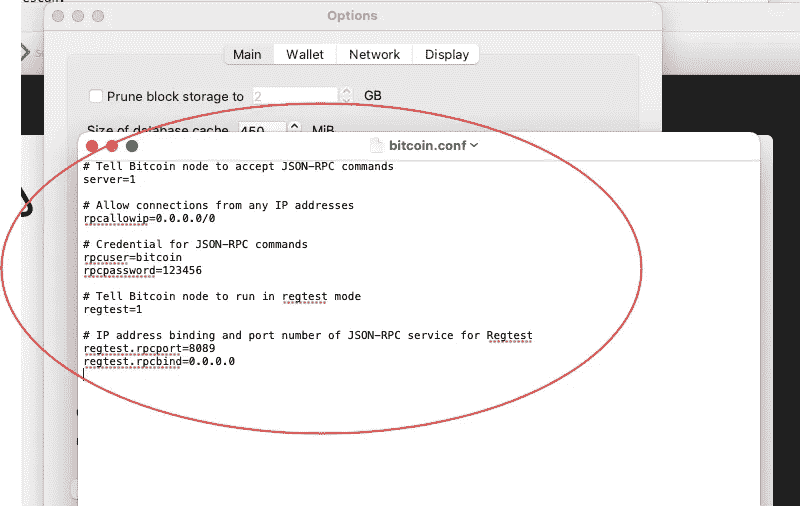 Options
Main Wallet Network Display
Prune block storage to 2 GB
Size of database cache 450 MiB
bitcoin.conf
# Tell Bitcoin node to accept JSON-RPC commands
server=1
# Allow connections from any IP addresses
rpcallowip=0.0.0.0/0
# Credential for JSON-RPC commands
rpcuser=bitcoin
rpcpassword=123456
# Tell Bitcoin node to run in regtest mode
regtest=1
# IP address binding and port number of JSON-RPC service for Regtest
regtest.rpcport=8089
regtest.rpcbind=0.0.0.0